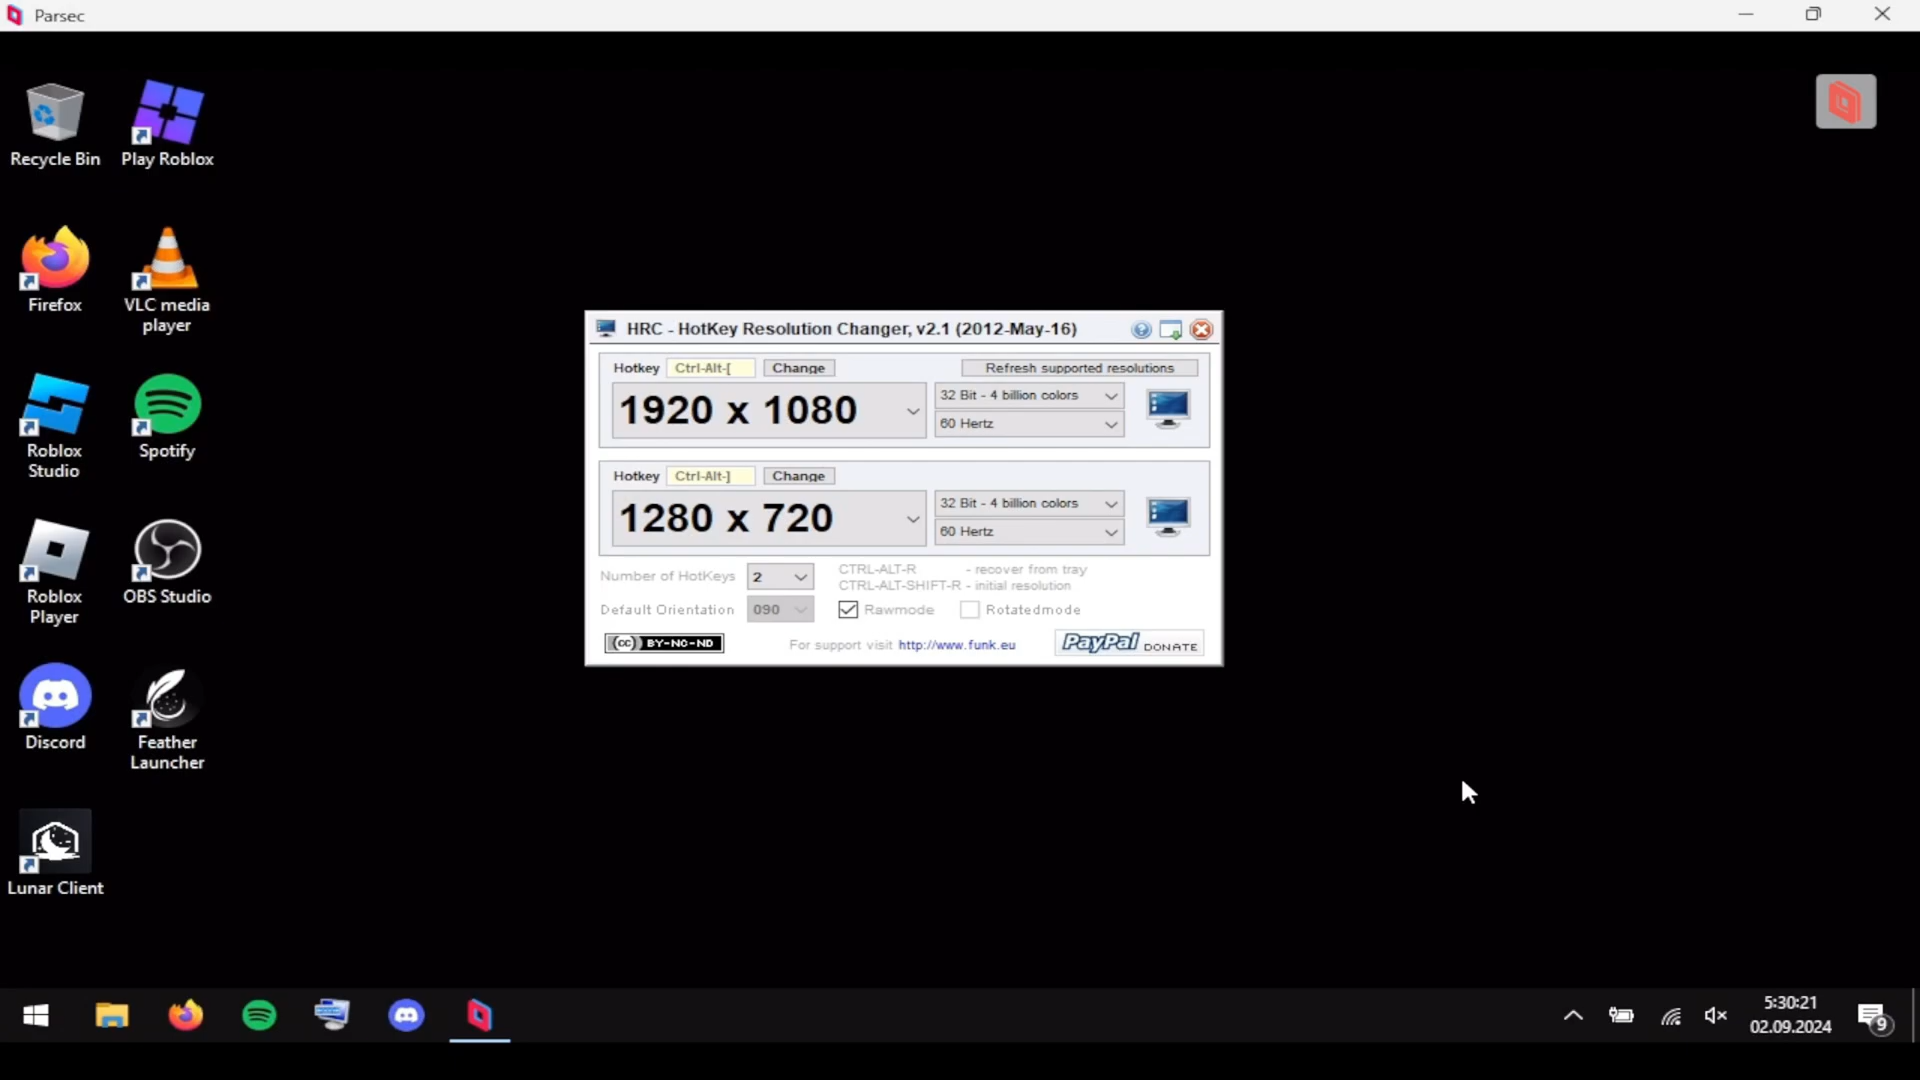 Parsec
Recycle Bin
Play Roblox
Firefox
VLC media
player
Roblox
Studio
Spotify
Roblox
Player
OBS Studio
Discord
Feather
Launcher
Lunar Client
HRC - HotKey Resolution Changer, v2.1 (2012-May-16)
Hotkey Ctrl-Alt-[ Change Refresh supported resolutions
1920 x 1080
32 Bit - 4 billion colors
60 Hertz
Hotkey Ctrl-Alt-] Change
1280 x 720
32 Bit - 4 billion colors
60 Hertz
Number of HotKeys 2
CTRL-ALT-R - recover from tray
CTRL-ALT-SHIFT-R - initial resolution
Default Orientation 090 Rawmode Rotatedmode
(cc) BY-NC-ND For support visit http://www.funk.eu PayPal DONATE
5:30:21
02.09.2024
9